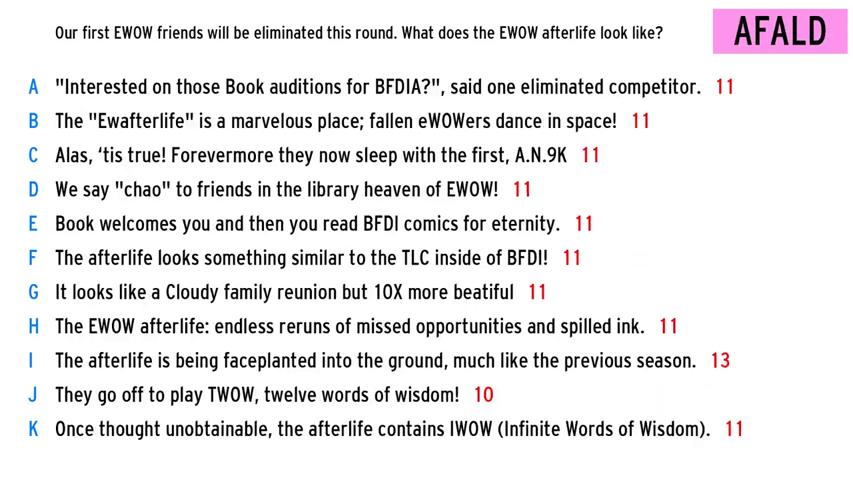 Our first EWOW friends will be eliminated this round. What does the EWOW afterlife look like?
AFALD
A "Interested on those Book auditions for BFDIA?", said one eliminated competitor. 11
B The "Ewafterlife" is a marvelous place; fallen eWOWers dance in space! 11
C Alas, ‘tis true! Forevermore they now sleep with the first, A.N.9K 11
D We say "chao" to friends in the library heaven of EWOW! 11
E Book welcomes you and then you read BFDI comics for eternity. 11
F The afterlife looks something similar to the TLC inside of BFDI! 11
G It looks like a Cloudy family reunion but 10X more beatiful 11
H The EWOW afterlife: endless reruns of missed opportunities and spilled ink. 11
I The afterlife is being faceplanted into the ground, much like the previous season. 13
J They go off to play TWOW, twelve words of wisdom! 10
K Once thought unobtainable, the afterlife contains IWOW (Infinite Words of Wisdom). 11